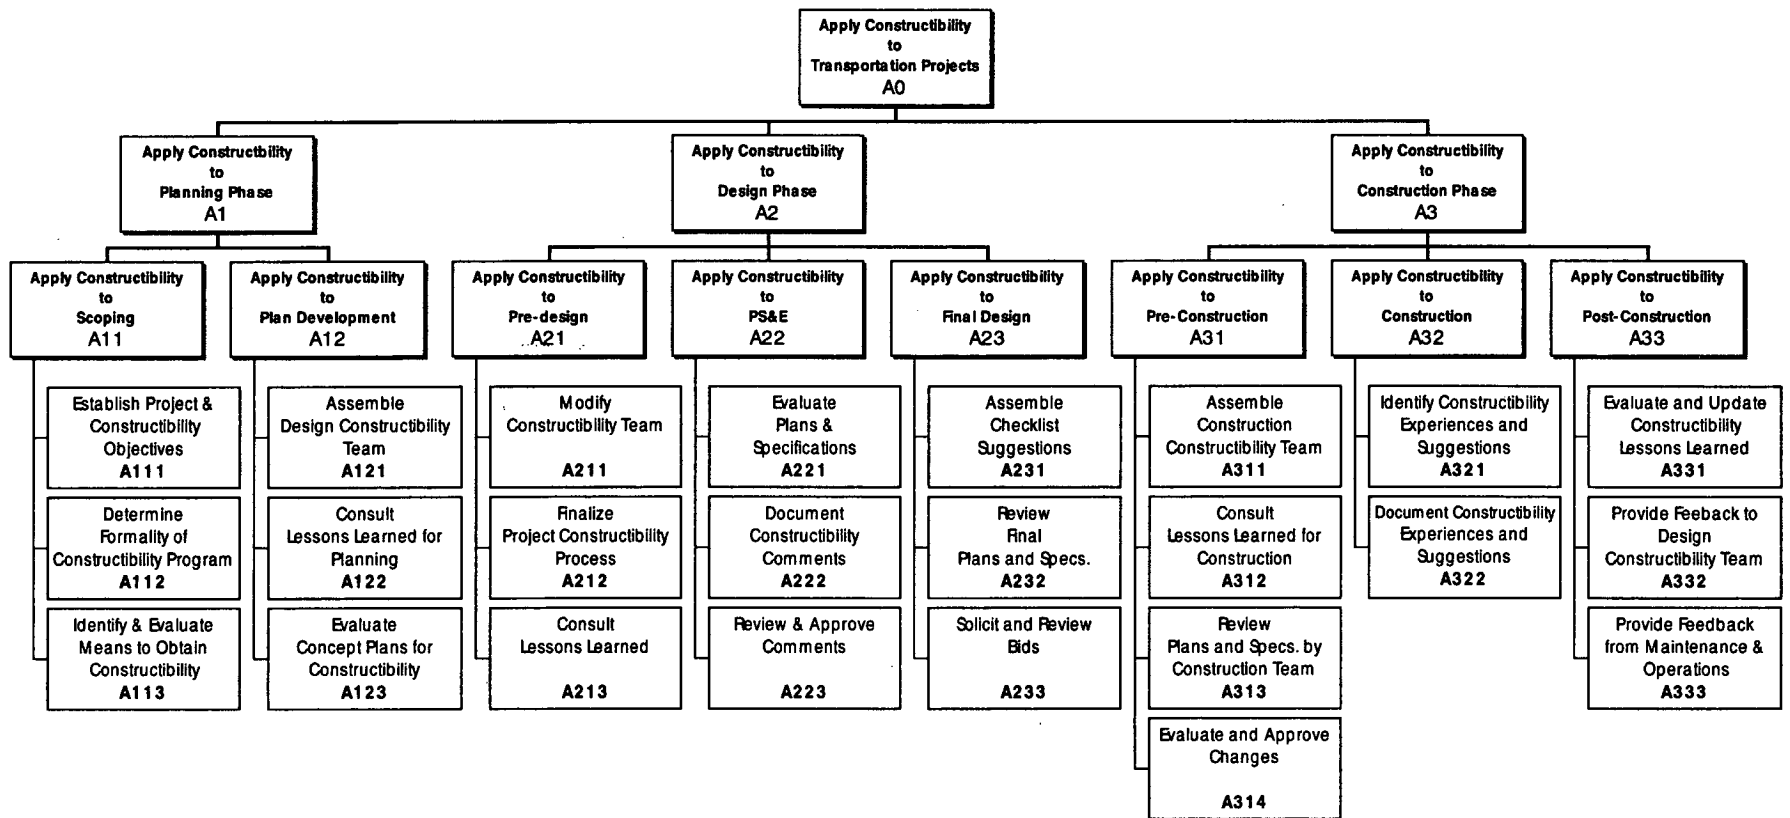 Apply Constructibility
to
Transportation Projects
A0
Apply Constructibility
to
Planning Phase
A1
Apply Constructibility
to
Design Phase
A2
Apply Constructibility
to
Construction Phase
A3
Apply Constructibility
to
Scoping
A11
Apply Constructibility
to
Plan Development
A12
Apply Constructibility
to
Pre-design
A21
Apply Constructibility
to
PS&E
A22
Apply Constructibility
to
Final Design
A23
Apply Constructibility
to
Pre-Construction
A31
Apply Constructibility
to
Construction
A32
Apply Constructibility
to
Post-Construction
A33
Establish Project &
Constructibility
Objectives
A111
Determine
Formality of
Constructibility Program
A112
Identify & Evaluate
Means to Obtain
Constructibility
A113
Assemble
Design Constructibility
Team
A121
Consult
Lessons Learned for
Planning
A122
Evaluate
Concept Plans for
Constructibility
A123
Modify
Constructibility Team
A211
Finalize
Project Constructibility
Process
A212
Consult
Lessons Learned
A213
Evaluate
Plans &
Specifications
A221
Document
Constructibility
Comments
A222
Review & Approve
Comments
A223
Assemble
Checklist
Suggestions
A231
Review
Final
Plans and Specs.
A232
Solicit and Review
Bids
A233
Assemble
Construction
Constructibility Team
A311
Consult
Lessons Learned for
Construction
A312
Review
Plans and Specs. by
Construction Team
A313
Evaluate and Approve
Changes
A314
Identify Constructibility
Experiences and
Suggestions
A321
Document Constructibility
Experiences and
Suggestions
A322
Evaluate and Update
Constructibility
Lessons Learned
A331
Provide Feeback to
Design
Constructibility Team
A332
Provide Feedback
from Maintenance &
Operations
A333